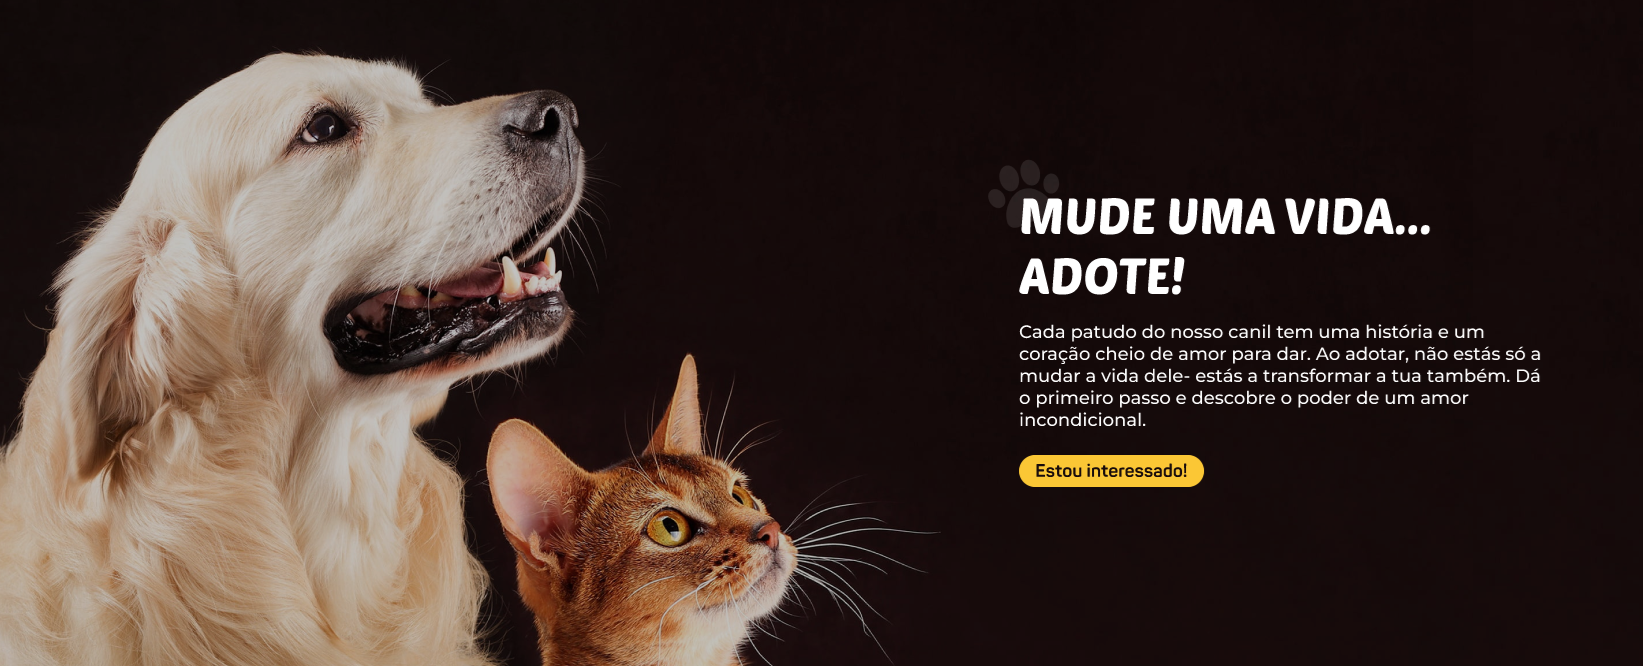 MUDE UMA VIDA...
ADOTE!
Cada patudo do nosso canil tem uma história e um
coração cheio de amor para dar. Ao adotar, não estás só a
mudar a vida dele- estás a transformar a tua também. Dá
o primeiro passo e descobre o poder de um amor
incondicional.
Estou interessado!